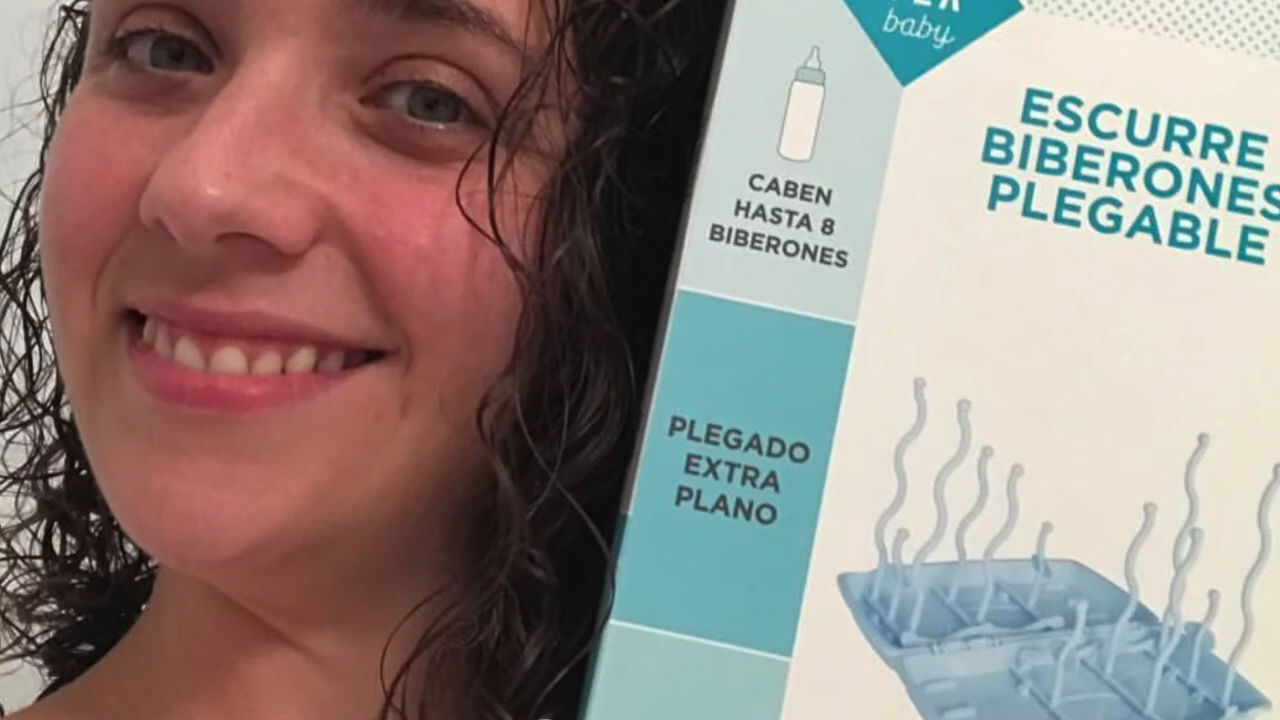 baby
CABEN
HASTA 8
BIBERONES
PLEGADO
EXTRA
PLANO
ESCURRE
BIBERONES
PLEGABLE